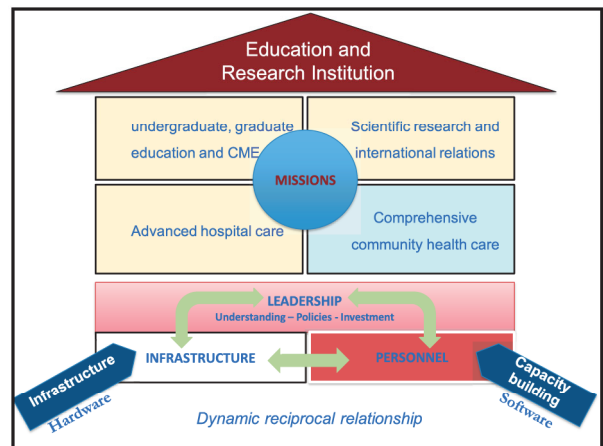 Education and
Research Institution
undergraduate, graduate
education and CME
Scientific research and
international relations
MISSIONS
Advanced hospital care
Comprehensive
community health care
LEADERSHIP
Understanding – Policies - Investment
INFRASTRUCTURE
PERSONNEL
Infrastructure
Hardware
Capacity
building
Software
Dynamic reciprocal relationship